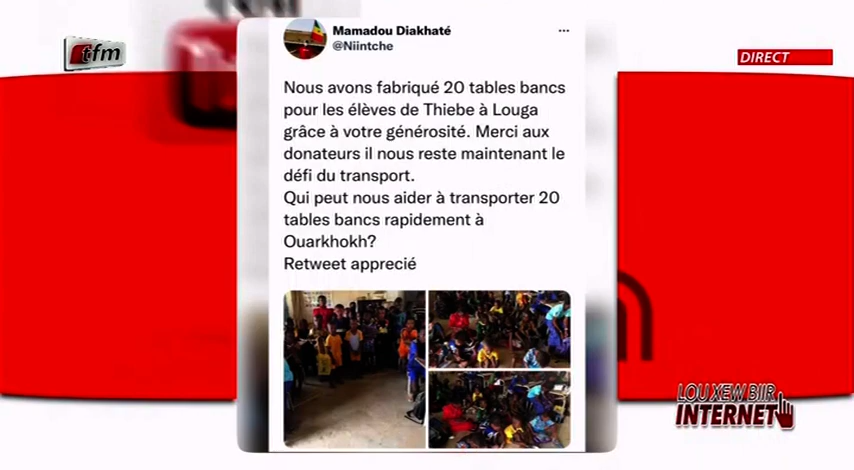 tfm
DIRECT
Mamadou Diakhaté
@Niintche
Nous avons fabriqué 20 tables bancs
pour les élèves de Thiebe à Louga
grâce à votre générosité. Merci aux
donateurs il nous reste maintenant le
défi du transport.
Qui peut nous aider à transporter 20
tables bancs rapidement à
Ouarkhokh?
Retweet apprecié
LOU XEW BIIR
INTERNET